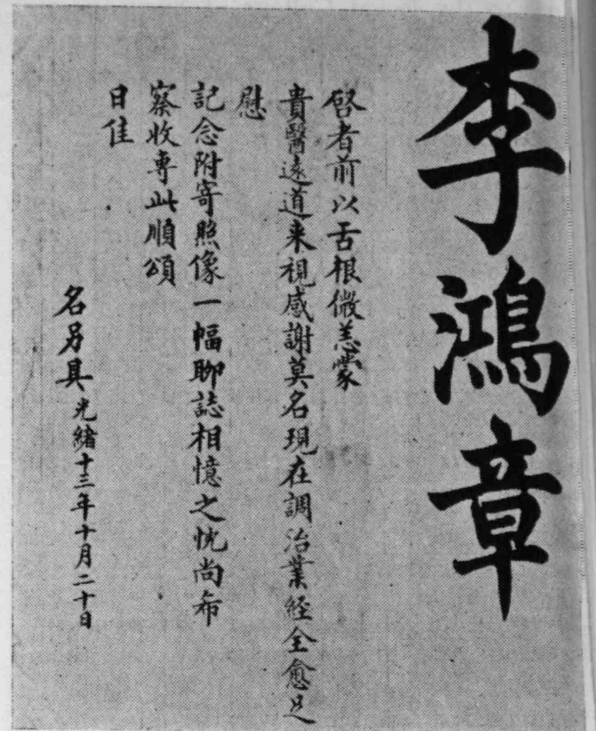 李鴻章
啓者前以舌根微恙蒙
貴醫遠道来視感謝莫名現在調治業経全愈足
慰
記念附寄照像一幅聊誌相憶之忱尚希
察收專此順頌
日佳
名另具 光緒十三年十月二十日